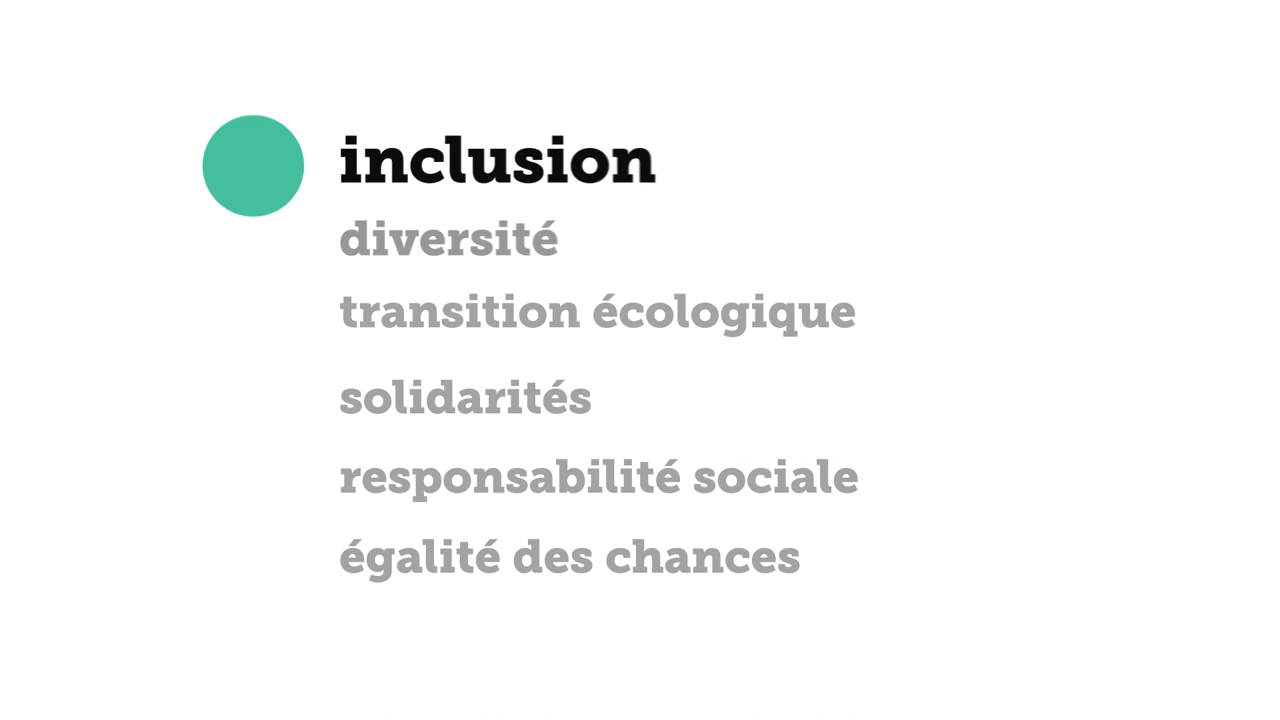 inclusion
diversité
transition écologique
solidarités
responsabilité sociale
égalité des chances